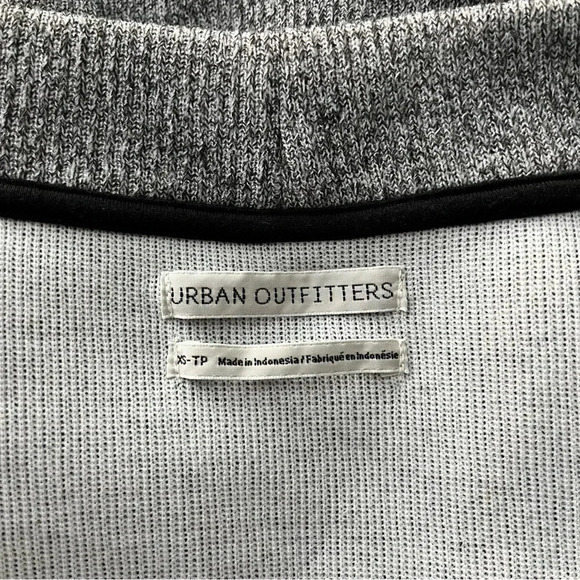 URBAN OUTFITTERS
XS-TP Made in Indonesia / Fabriqué en Indonésie